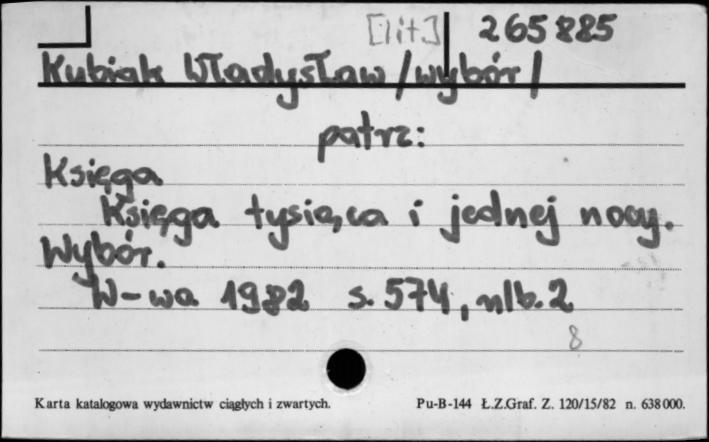 [lit.] 265885
Kubiak Władysław /wybór/
patrz:
Księga
Księga tysiąca i jednej nocy.
Wybór.
W-wa 1982 s. 574, nlb. 2
8
Karta katalogowa wydawnictw ciągłych i zwartych. Pu-B-144 Ł.Z.Graf. Z. 120/15/82 n. 638000.